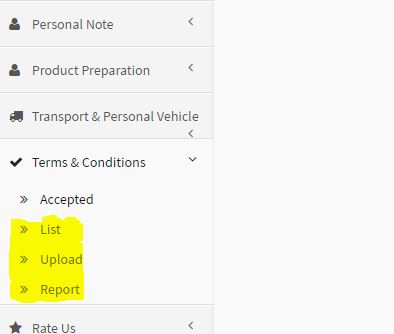 Personal Note
Product Preparation
Transport & Personal Vehicle
Terms & Conditions
Accepted
List
Upload
Report
Rate Us